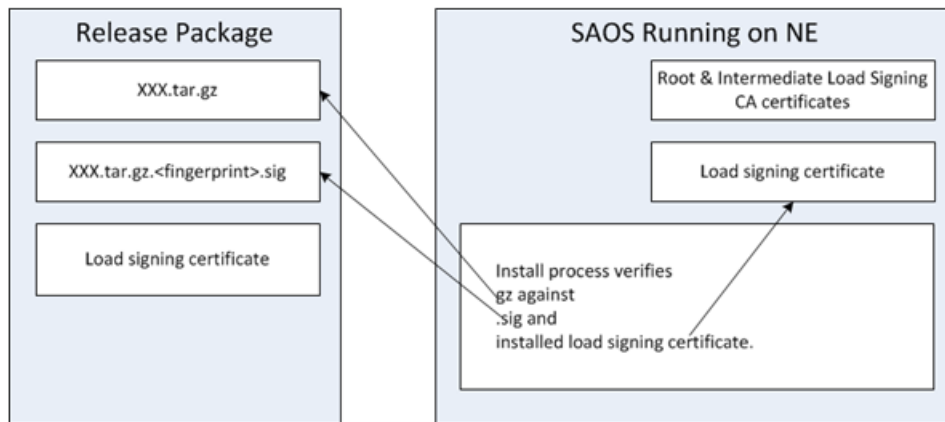 Release Package
XXX.tar.gz
XXX.tar.gz.<fingerprint>.sig
Load signing certificate
SAOS Running on NE
Root & Intermediate Load Signing
CA certificates
Load signing certificate
Install process verifies
gz against
.sig and
installed load signing certificate.